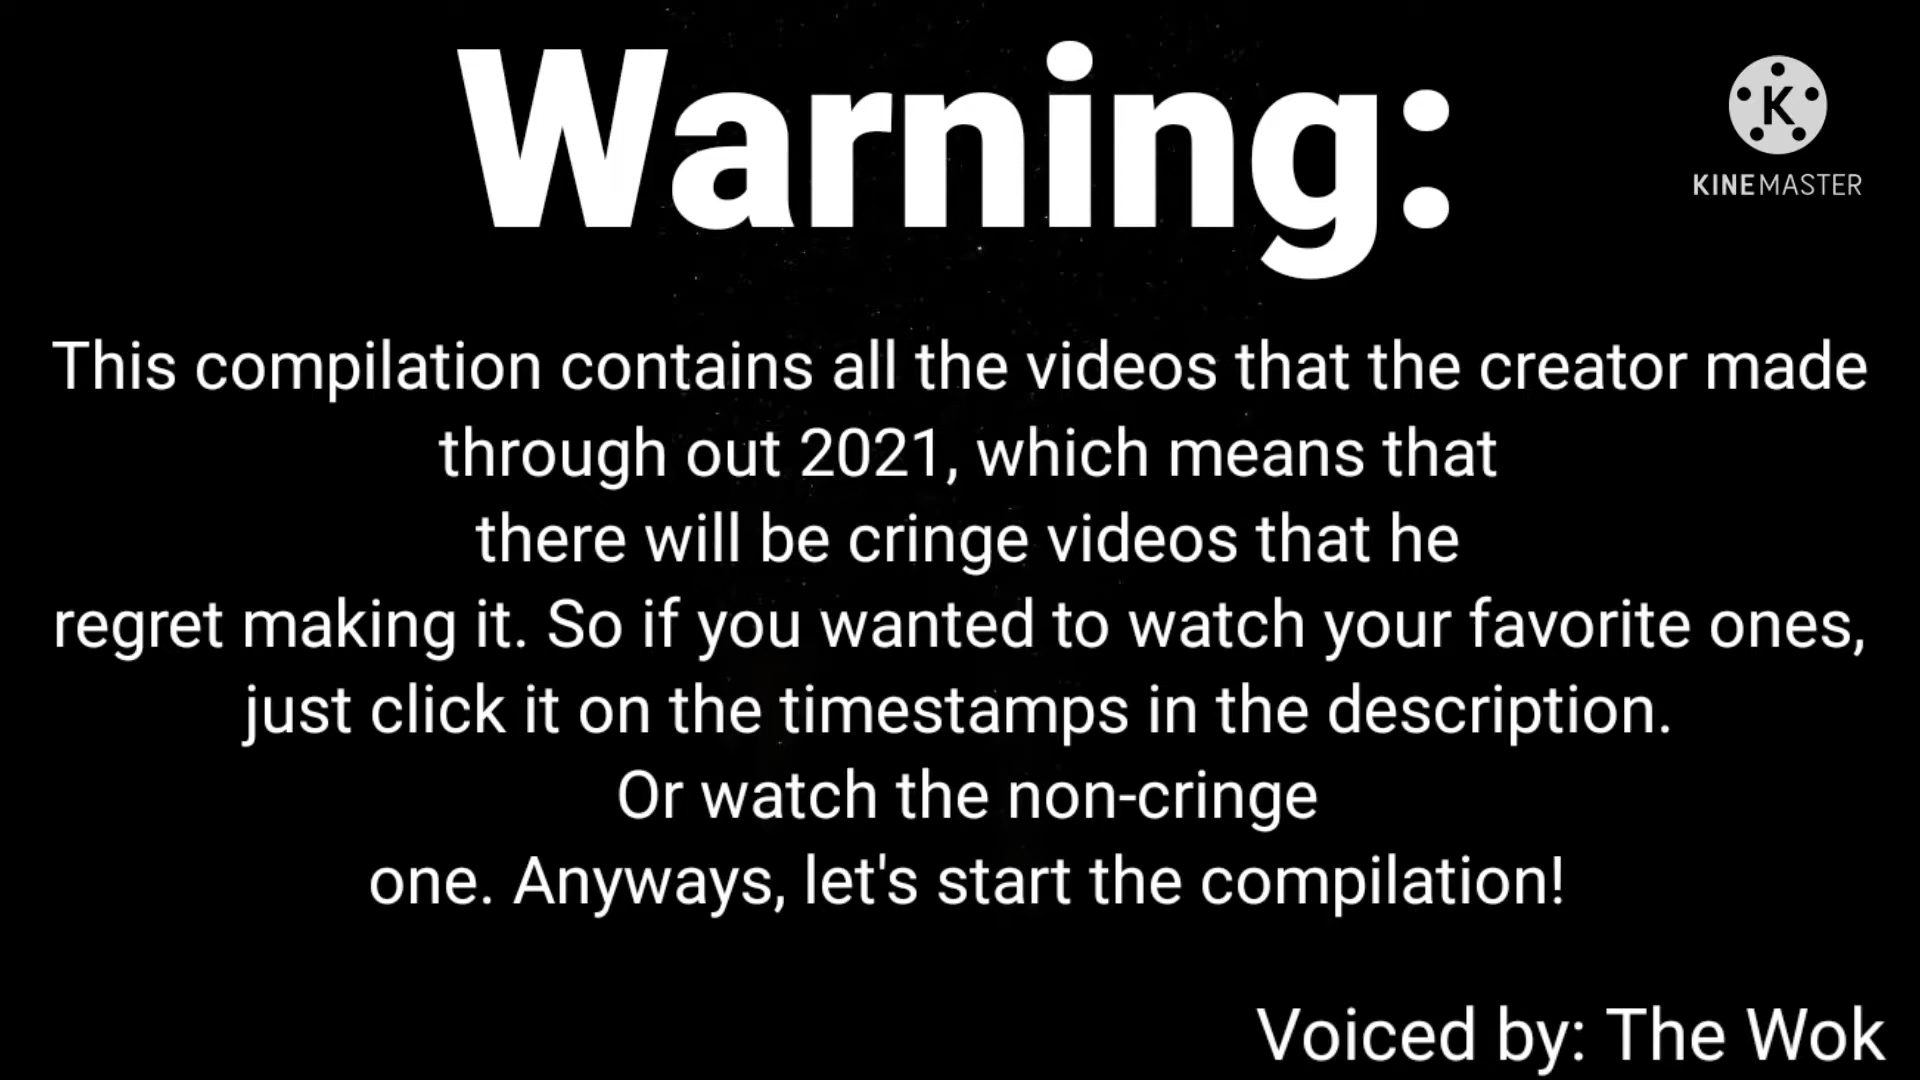 Warning:
K
KINEMASTER
This compilation contains all the videos that the creator made
through out 2021, which means that
there will be cringe videos that he
regret making it. So if you wanted to watch your favorite ones,
just click it on the timestamps in the description.
Or watch the non-cringe
one. Anyways, let's start the compilation!
Voiced by: The Wok